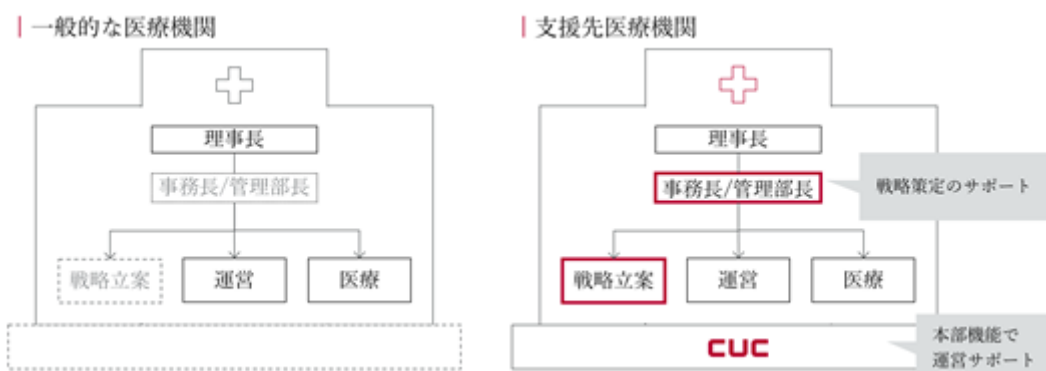 一般的な医療機関
理事長
事務長/管理部長
戦略立案
運営
医療
支援先医療機関
理事長
事務長/管理部長
戦略策定のサポート
戦略立案
運営
医療
CUC
本部機能で
運営サポート